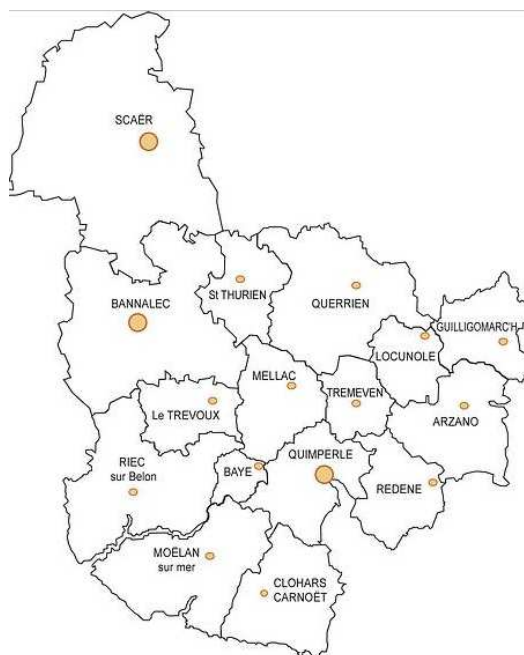 SCAËR
BANNALEC
St THURIEN
QUERRIEN
GUILLIGOMARC'H
LOCUNOLE
MELLAC
TREMEVEN
Le TREVOUX
ARZANO
QUIMPERLE
RIEC
sur Belon
BAYE
REDENE
MOËLAN
sur mer
CLOHARS
CARNOËT